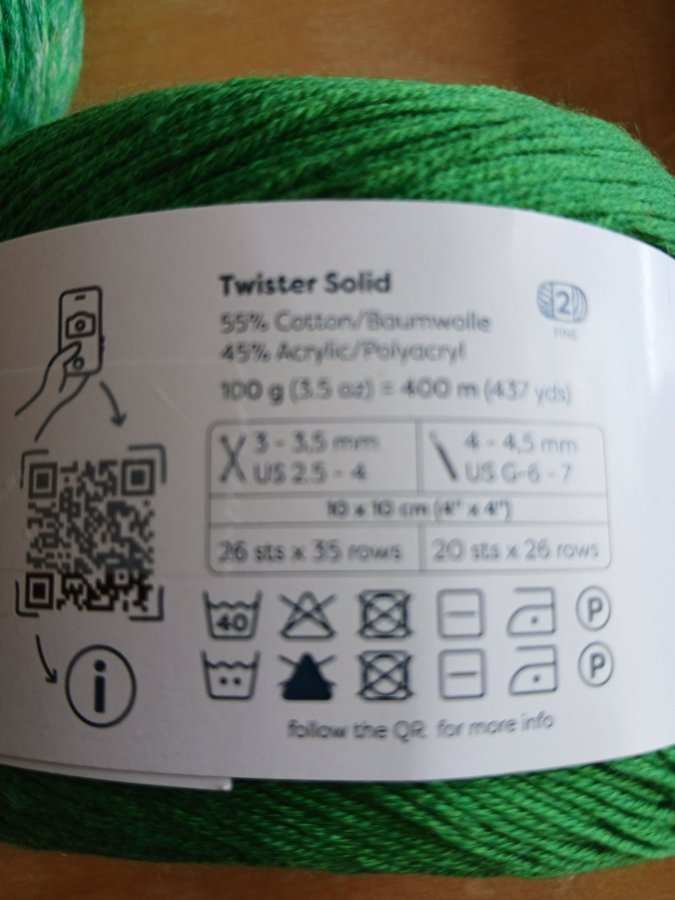 Twister Solid
55% Cotton/Baumwolle
45% Acrylic/Polyacryl
100 g (3.5 oz) = 400 m (437 yds)
2
FINE
3 - 3,5 mm
US 2.5 - 4
4 - 4,5 mm
US G-6 - 7
10 x 10 cm (4" x 4")
26 sts x 35 rows
20 sts x 26 rows
40
P
P
i
follow the QR for more info